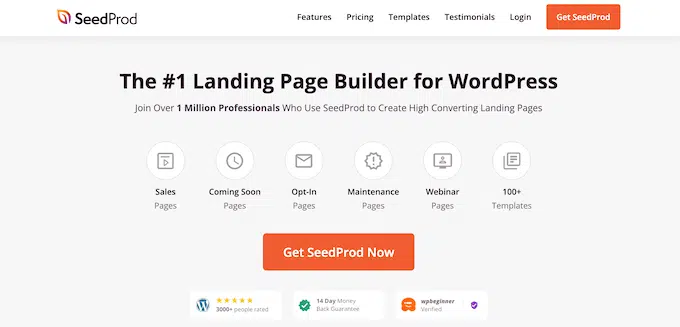 SeedProd
Features Pricing Templates Testimonials Login Get SeedProd
The #1 Landing Page Builder for WordPress
Join Over 1 Million Professionals Who Use SeedProd to Create High Converting Landing Pages
Sales Coming Soon Opt-In Maintenance Webinar 100+
Pages Pages Pages Pages Pages Templates
Get SeedProd Now
3000+ people rated
14 Day Money
Back Guarantee
wpbeginner
Verified